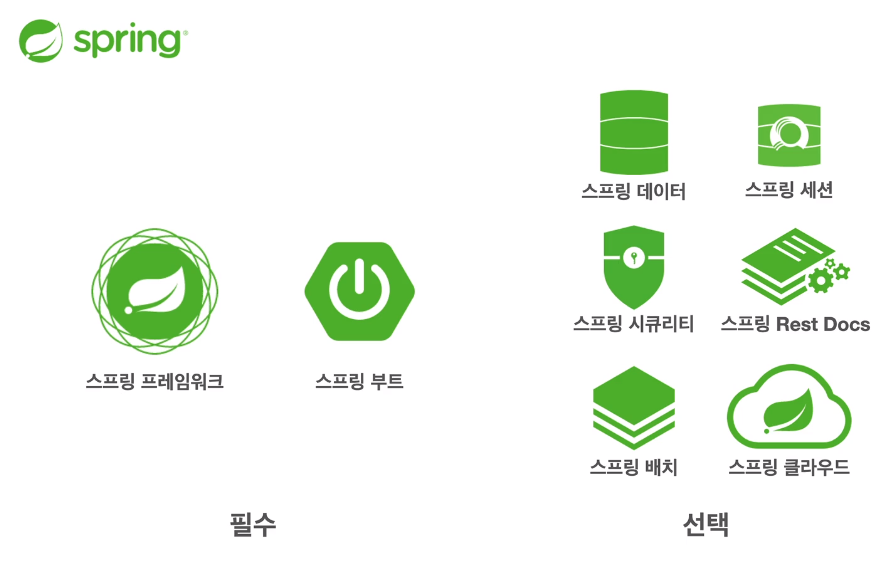 spring
스프링 데이터
스프링 세션
스프링 시큐리티
스프링 Rest Docs
스프링 프레임워크
스프링 부트
스프링 배치
스프링 클라우드
필수
선택